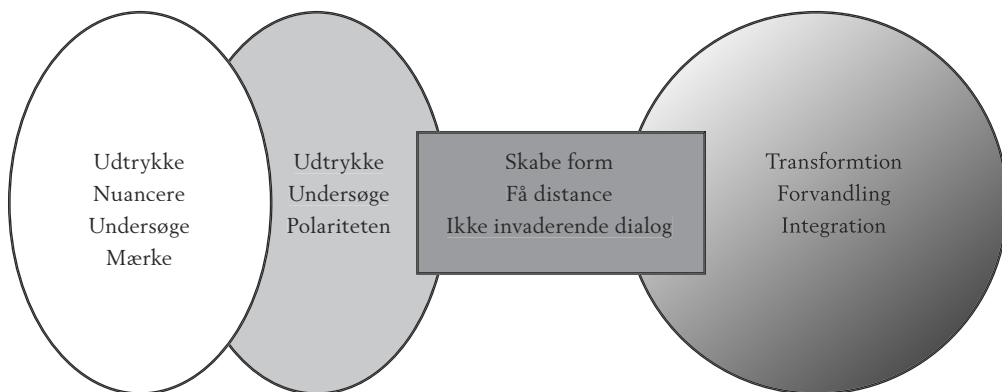 Udtrykke
Nuancere
Undersøge
Mærke
Udtrykke
Undersøge
Polariteten
Skabe form
Få distance
Ikke invaderende dialog
Transformtion
Forvandling
Integration